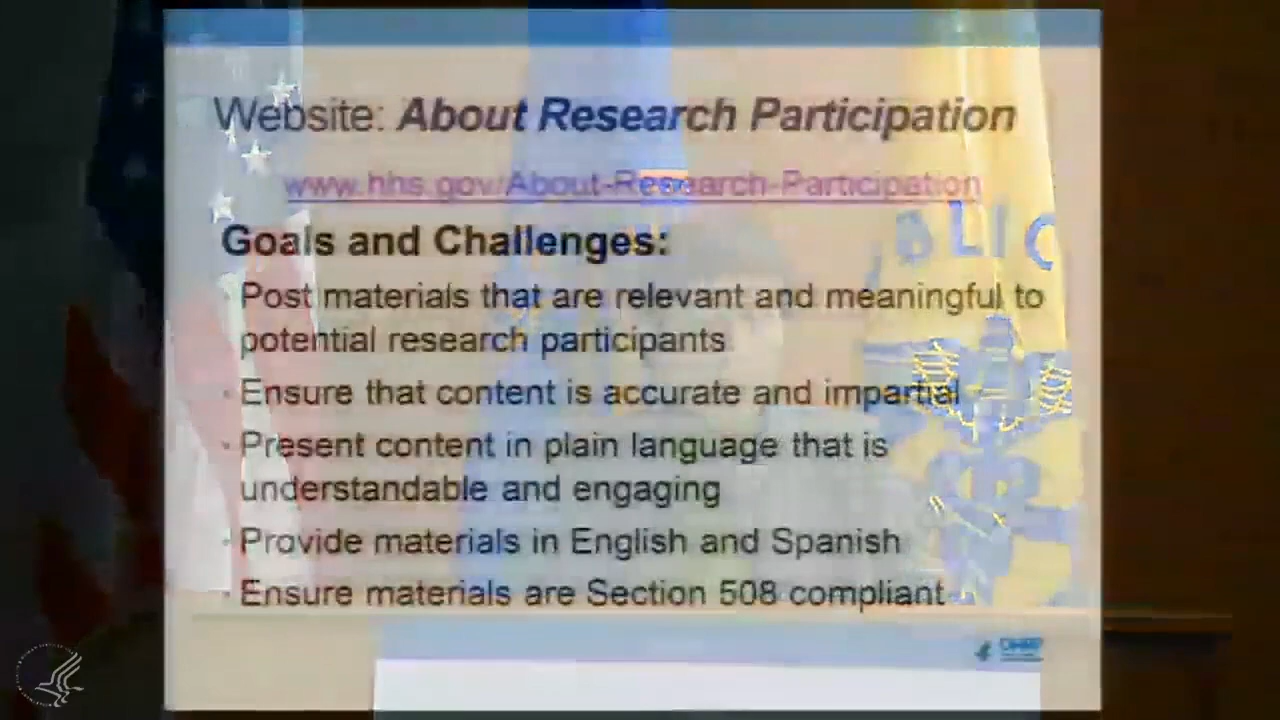 Website: About Research Participation
www.hhs.gov/About-Research-Participation
Goals and Challenges:
Post materials that are relevant and meaningful to
potential research participants
Ensure that content is accurate and impartial
Present content in plain language that is
understandable and engaging
Provide materials in English and Spanish
Ensure materials are Section 508 compliant
BLIC